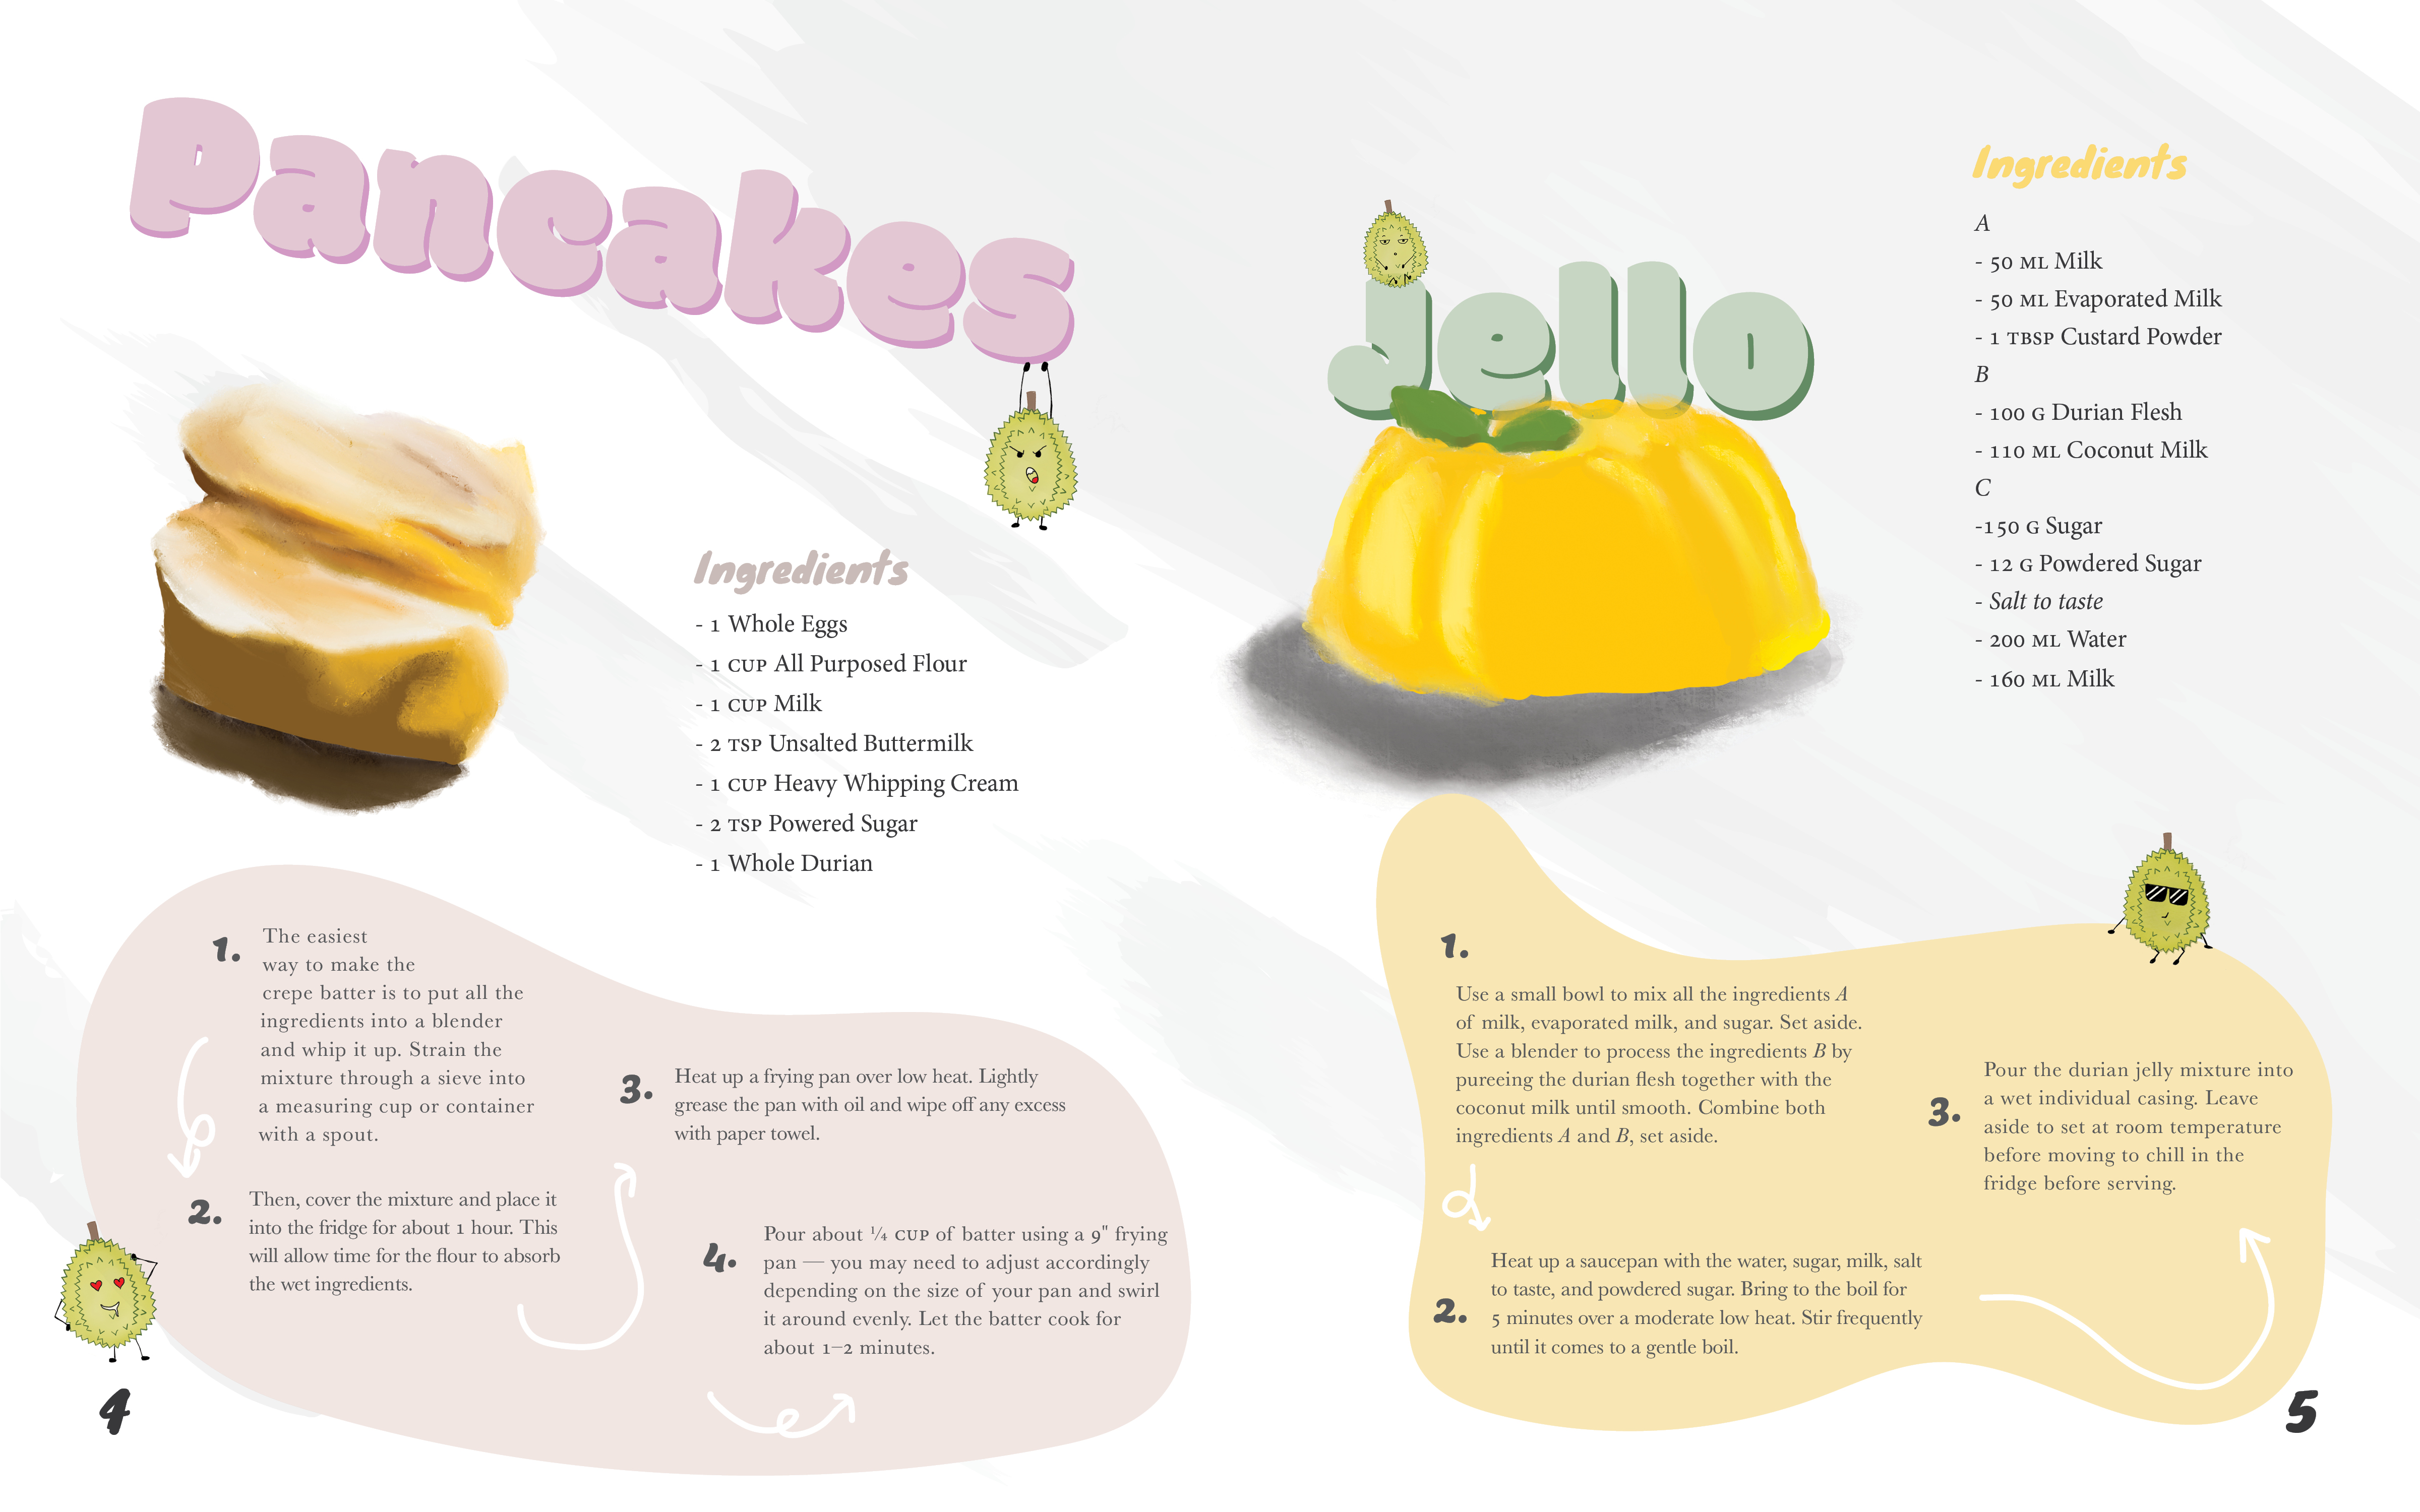 Pancakes
Ingredients
- 1 Whole Eggs
- 1 CUP All Purposed Flour
- 1 CUP Milk
- 2 TSP Unsalted Buttermilk
- 1 CUP Heavy Whipping Cream
- 2 TSP Powered Sugar
- 1 Whole Durian
1.
The easiest
way to make the
crepe batter is to put all the
ingredients into a blender
and whip it up. Strain the
mixture through a sieve into
a measuring cup or container
with a spout.
2.
Then, cover the mixture and place it
into the fridge for about 1 hour. This
will allow time for the flour to absorb
the wet ingredients.
3.
Heat up a frying pan over low heat. Lightly
grease the pan with oil and wipe off any excess
with paper towel.
4.
Pour about ¼ CUP of batter using a 9" frying
pan — you may need to adjust accordingly
depending on the size of your pan and swirl
it around evenly. Let the batter cook for
about 1–2 minutes.
4
Jello
Ingredients
A
- 50 ML Milk
- 50 ML Evaporated Milk
- 1 TBSP Custard Powder
B
- 100 G Durian Flesh
- 110 ML Coconut Milk
C
-150 G Sugar
- 12 G Powdered Sugar
- Salt to taste
- 200 ML Water
- 160 ML Milk
1.
Use a small bowl to mix all the ingredients A
of milk, evaporated milk, and sugar. Set aside.
Use a blender to process the ingredients B by
pureeing the durian flesh together with the
coconut milk until smooth. Combine both
ingredients A and B, set aside.
2.
Heat up a saucepan with the water, sugar, milk, salt
to taste, and powdered sugar. Bring to the boil for
5 minutes over a moderate low heat. Stir frequently
until it comes to a gentle boil.
3.
Pour the durian jelly mixture into
a wet individual casing. Leave
aside to set at room temperature
before moving to chill in the
fridge before serving.
5